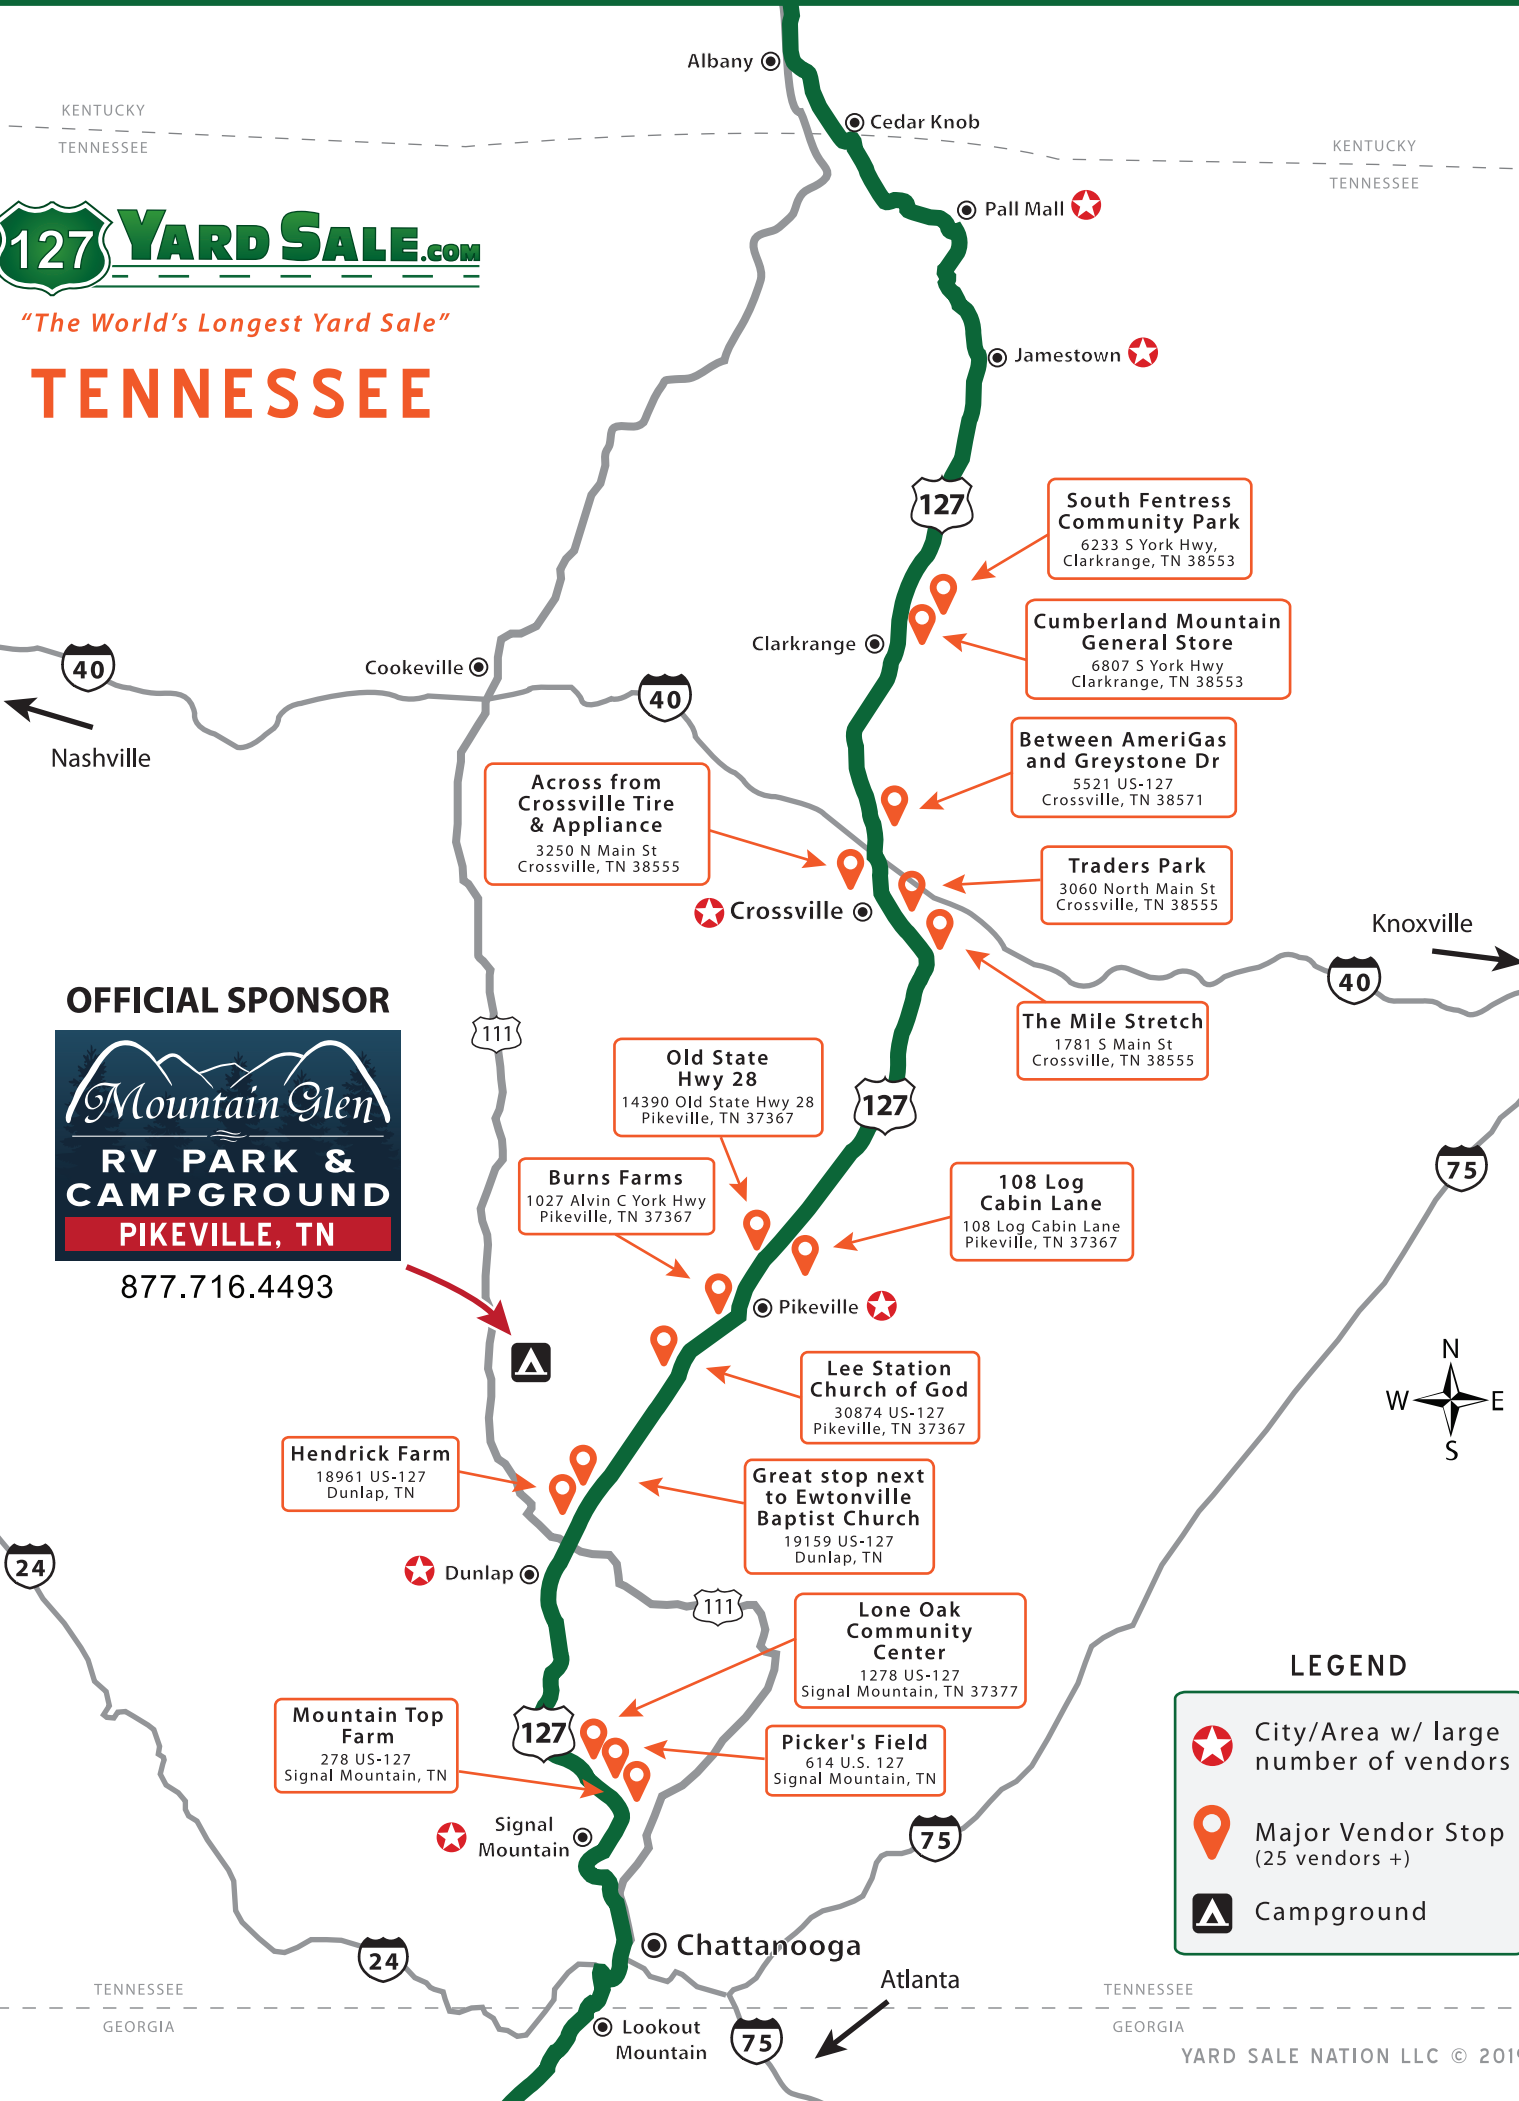 Albany
KENTUCKY
TENNESSEE
Cedar Knob
KENTUCKY
TENNESSEE
Pall Mall
127 YARD SALE.COM
“The World’s Longest Yard Sale”
TENNESSEE
Jamestown
127
South Fentress
Community Park
6233 S York Hwy,
Clarkrange, TN 38553
Cumberland Mountain
General Store
6807 S York Hwy
Clarkrange, TN 38553
Clarkrange
Cookeville
40
40
Nashville
Between AmeriGas
and Greystone Dr
5521 US-127
Crossville, TN 38571
Across from
Crossville Tire
& Appliance
3250 N Main St
Crossville, TN 38555
Traders Park
3060 North Main St
Crossville, TN 38555
Crossville
Knoxville
40
The Mile Stretch
1781 S Main St
Crossville, TN 38555
OFFICIAL SPONSOR
Mountain Glen
RV PARK &
CAMPGROUND
PIKEVILLE, TN
877.716.4493
111
Old State
Hwy 28
14390 Old State Hwy 28
Pikeville, TN 37367
127
75
Burns Farms
1027 Alvin C York Hwy
Pikeville, TN 37367
108 Log
Cabin Lane
108 Log Cabin Lane
Pikeville, TN 37367
Pikeville
Lee Station
Church of God
30874 US-127
Pikeville, TN 37367
N
W E
S
Hendrick Farm
18961 US-127
Dunlap, TN
Great stop next
to Ewtonville
Baptist Church
19159 US-127
Dunlap, TN
24
Dunlap
111
Lone Oak
Community
Center
1278 US-127
Signal Mountain, TN 37377
Mountain Top
Farm
278 US-127
Signal Mountain, TN
127
Picker's Field
614 U.S. 127
Signal Mountain, TN
LEGEND
City/Area w/ large
number of vendors
Major Vendor Stop
(25 vendors +)
Campground
Signal
Mountain
75
24
Chattanooga
Atlanta
TENNESSEE
GEORGIA
TENNESSEE
GEORGIA
Lookout
Mountain
75
YARD SALE NATION LLC © 2019